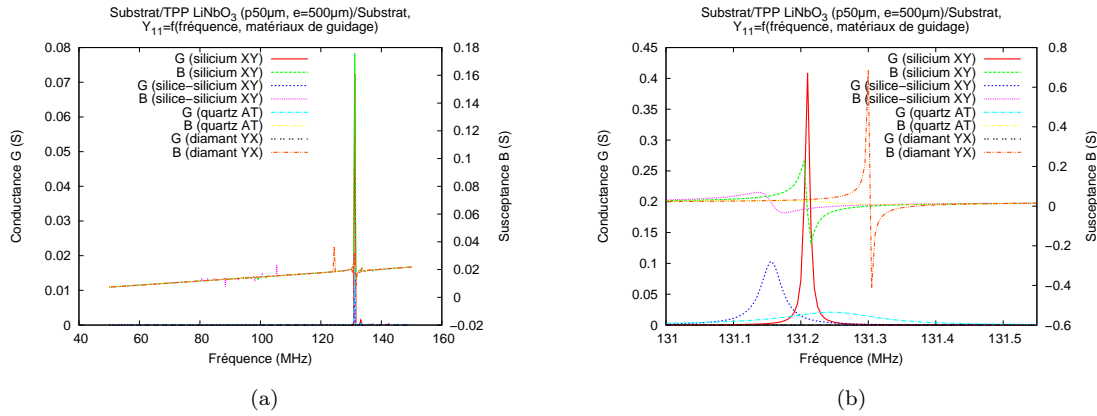 Substrat/TPP LiNbO3 (p50µm, e=500µm)/Substrat,
Y11=f(fréquence, matériaux de guidage)
G (silicium XY)
B (silicium XY)
G (silice−silicium XY)
B (silice−silicium XY)
G (quartz AT)
B (quartz AT)
G (diamant YX)
B (diamant YX)
Conductance G (S)
0.08
0.07
0.06
0.05
0.04
0.03
0.02
0.01
0
Susceptance B (S)
0.18
0.16
0.14
0.12
0.1
0.08
0.06
0.04
0.02
0
−0.02
40 60 80 100 120 140 160
Fréquence (MHz)
(a)
Substrat/TPP LiNbO3 (p50µm, e=500µm)/Substrat,
Y11=f(fréquence, matériaux de guidage)
G (silicium XY)
B (silicium XY)
G (silice−silicium XY)
B (silice−silicium XY)
G (quartz AT)
B (quartz AT)
G (diamant YX)
B (diamant YX)
Conductance G (S)
0.45
0.4
0.35
0.3
0.25
0.2
0.15
0.1
0.05
0
Susceptance B (S)
0.8
0.6
0.4
0.2
0
−0.2
−0.4
−0.6
131 131.1 131.2 131.3 131.4 131.5
Fréquence (MHz)
(b)